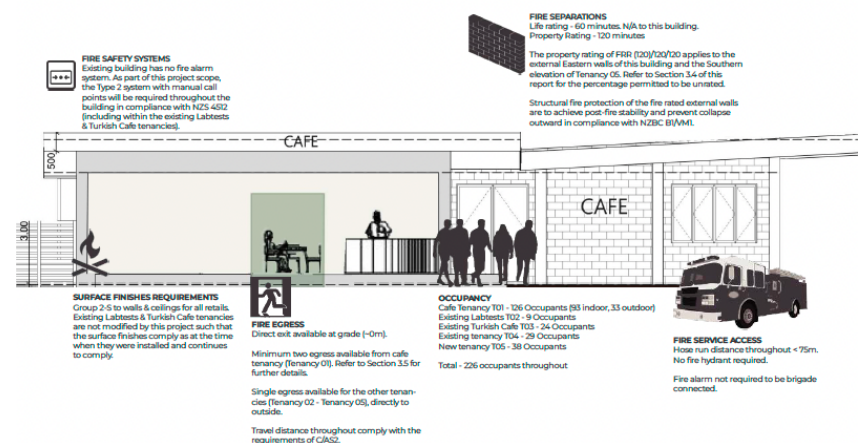 FIRE SEPARATIONS
Life rating - 60 minutes. N/A to this building.
Property Rating - 120 minutes
The property rating of FRR (120)/120/120 applies to the
external Eastern walls of this building and the Southern
elevation of Tenancy 05. Refer to Section 3.4 of this
report for the percentage permitted to be unrated.
Structural fire protection of the fire rated external walls
are to achieve post-fire stability and prevent collapse
outward in compliance with NZBC B1/VM1.
FIRE SAFETY SYSTEMS
Existing building has no fire alarm
system. As part of this project scope,
the Type 2 system with manual call
points will be required throughout the
building in compliance with NZS 4512
(including within the existing Labtests
& Turkish Cafe tenancies).
CAFE
500
CAFE
3.00
SURFACE FINISHES REQUIREMENTS
Group 2-S to walls & ceilings for all retails.
Existing Labtests & Turkish Cafe tenancies
are not modified by this project such that
the surface finishes comply as at the time
when they were installed and continues
to comply.
FIRE EGRESS
Direct exit available at grade (~0m).
Minimum two egress available from cafe
tenancy (Tenancy 01). Refer to Section 3.5 for
further details.
Single egress available for the other tenan-
cies (Tenancy 02 - Tenancy 05), directly to
outside.
Travel distance throughout comply with the
requirements of C/AS2.
OCCUPANCY
Cafe Tenancy T01 - 126 Occupants (93 indoor, 33 outdoor)
Existing Labtests T02 - 9 Occupants
Existing Turkish Cafe T03 - 24 Occupants
Existing tenancy T04 - 29 Occupants
New tenancy T05 - 38 Occupants
Total - 226 occupants throughout
FIRE SERVICE ACCESS
Hose run distance throughout < 75m.
No fire hydrant required.
Fire alarm not required to be brigade
connected.